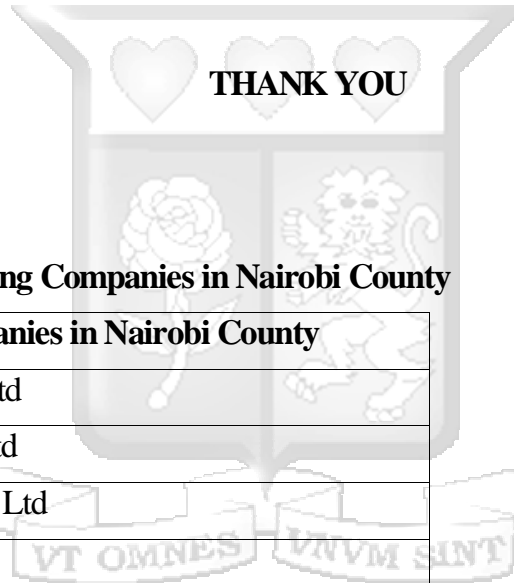 THANK YOU
ng Companies in Nairobi County
anies in Nairobi County
td
td
Ltd
VT OMNES VNVM SINT